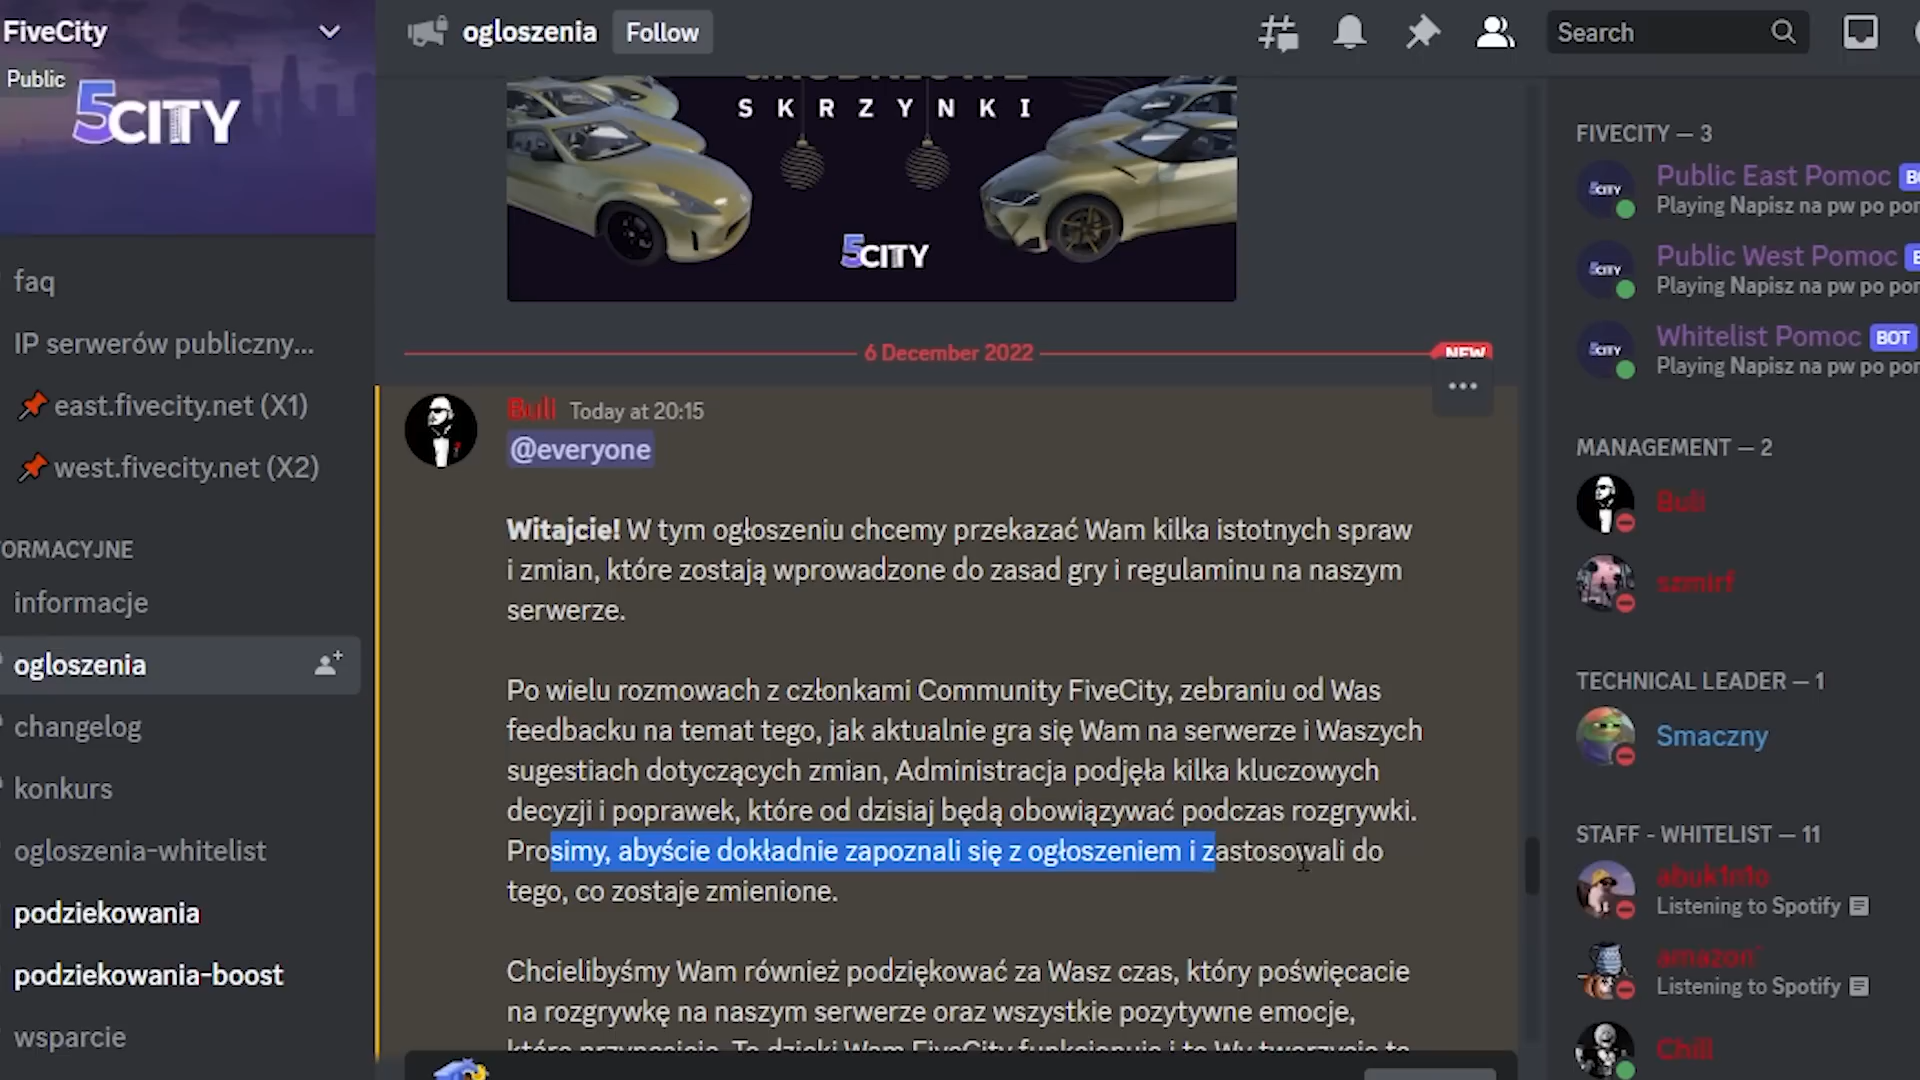 FiveCity
Public
5CITY
faq
IP serwerów publiczny...
east.fivecity.net (X1)
west.fivecity.net (X2)
ORMACYJNE
informacje
ogloszenia
changelog
konkurs
ogloszenia-whitelist
podziekowania
podziekowania-boost
wsparcie
ogloszenia
Follow
Search
SKRZYNKI
5CITY
6 December 2022
NEW
Buli Today at 20:15
@everyone
Witajcie! W tym ogłoszeniu chcemy przekazać Wam kilka istotnych spraw
i zmian, które zostają wprowadzone do zasad gry i regulaminu na naszym
serwerze.
Po wielu rozmowach z członkami Community FiveCity, zebraniu od Was
feedbacku na temat tego, jak aktualnie gra się Wam na serwerze i Waszych
sugestiach dotyczących zmian, Administracja podjęła kilka kluczowych
decyzji i poprawek, które od dzisiaj będą obowiązywać podczas rozgrywki.
Prosimy, abyście dokładnie zapoznali się z ogłoszeniem i zastosowali do
tego, co zostaje zmienione.
Chcielibyśmy Wam również podziękować za Wasz czas, który poświęcacie
na rozgrywkę na naszym serwerze oraz wszystkie pozytywne emocje,
FIVECITY — 3
5CITY
Public East Pomoc
Playing Napisz na pw po
5CITY
Public West Pomoc
Playing Napisz na pw po
5CITY
Whitelist Pomoc BOT
Playing Napisz na pw po
MANAGEMENT — 2
Buli
szmirf
TECHNICAL LEADER — 1
Smaczny
STAFF - WHITELIST — 11
abuk1n1o
Listening to Spotify
amazon
Listening to Spotify
Chill